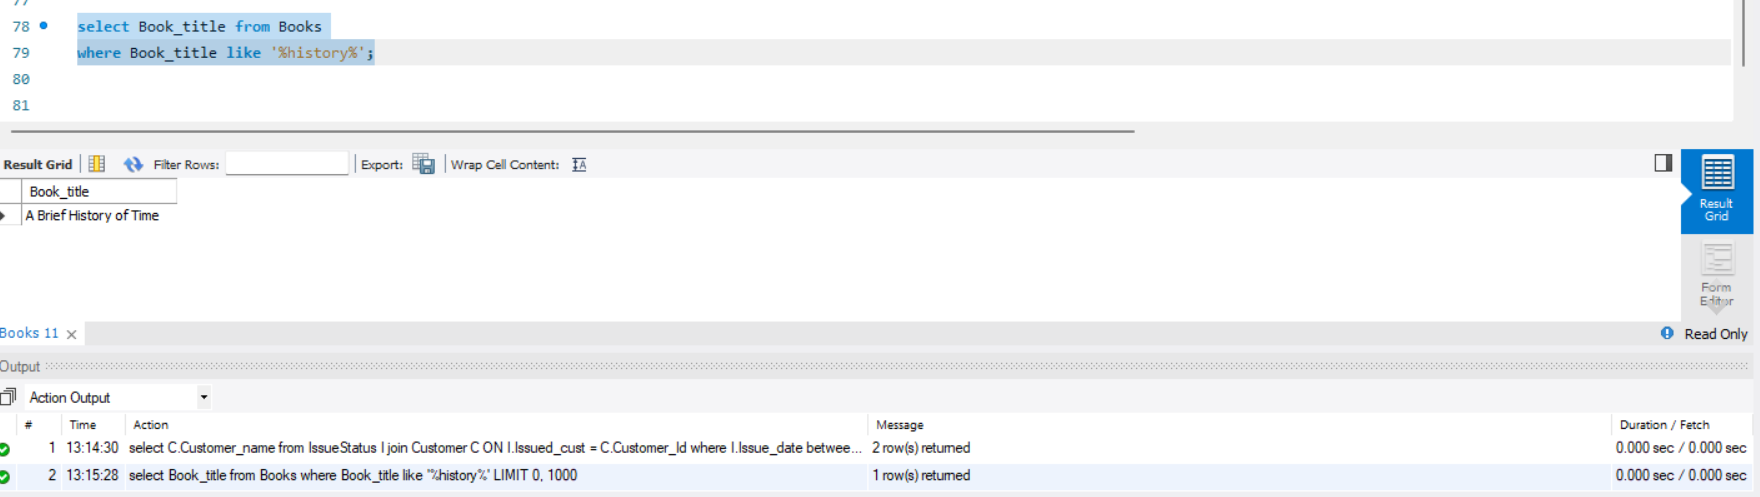 77
78 select Book_title from Books
79 where Book_title like '%history%';
80
81
Result Grid Filter Rows: Export: Wrap Cell Content: IA
Book_title
A Brief History of Time
Result
Grid
Form
Editor
Books 11 ×
Read Only
Output
Action Output
# Time Action Message Duration / Fetch
1 13:14:30 select C.Customer_name from IssueStatus I join Customer C ON I.Issued_cust = C.Customer_Id where I.Issue_date betwee... 2 row(s) returned 0.000 sec / 0.000 sec
2 13:15:28 select Book_title from Books where Book_title like '%history%' LIMIT 0, 1000 1 row(s) returned 0.000 sec / 0.000 sec